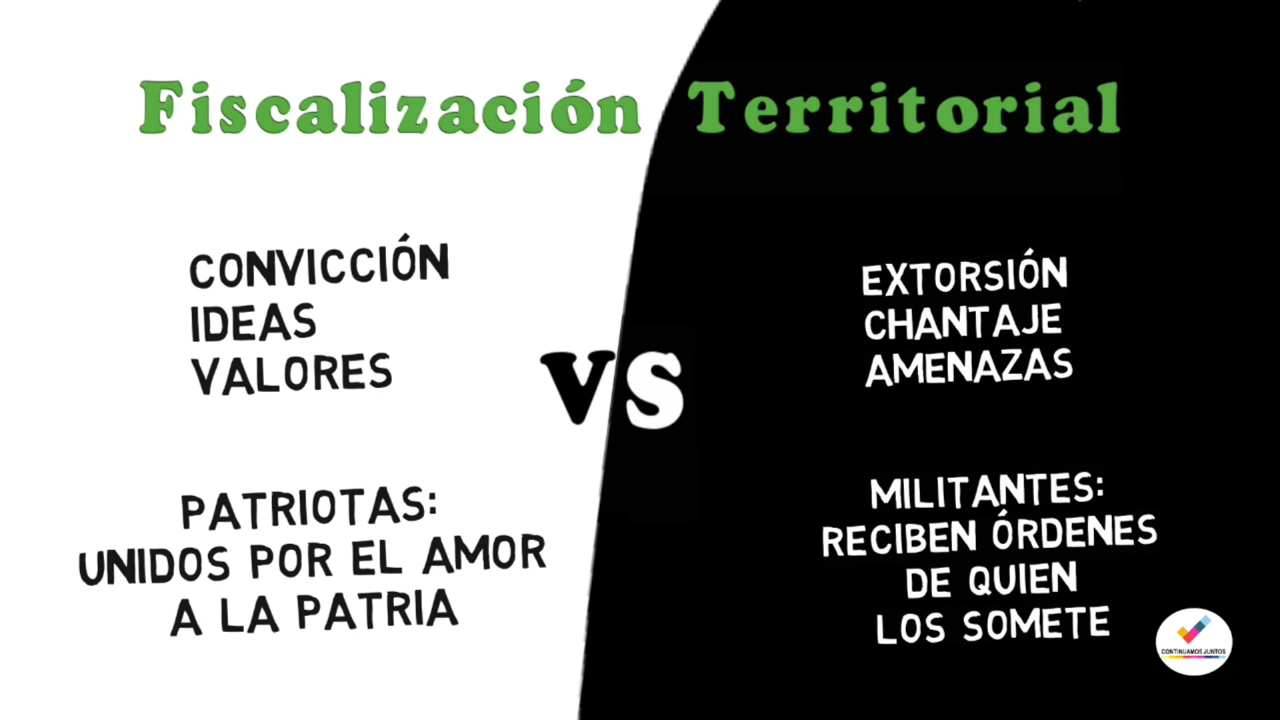 Fiscalización Territorial
CONVICCIÓN
IDEAS
VALORES
PATRIOTAS:
UNIDOS POR EL AMOR
A LA PATRIA
VS
EXTORSIÓN
CHANTAJE
AMENAZAS
MILITANTES:
RECIBEN ÓRDENES
DE QUIEN
LOS SOMETE
CONTINUAMOS JUNTOS